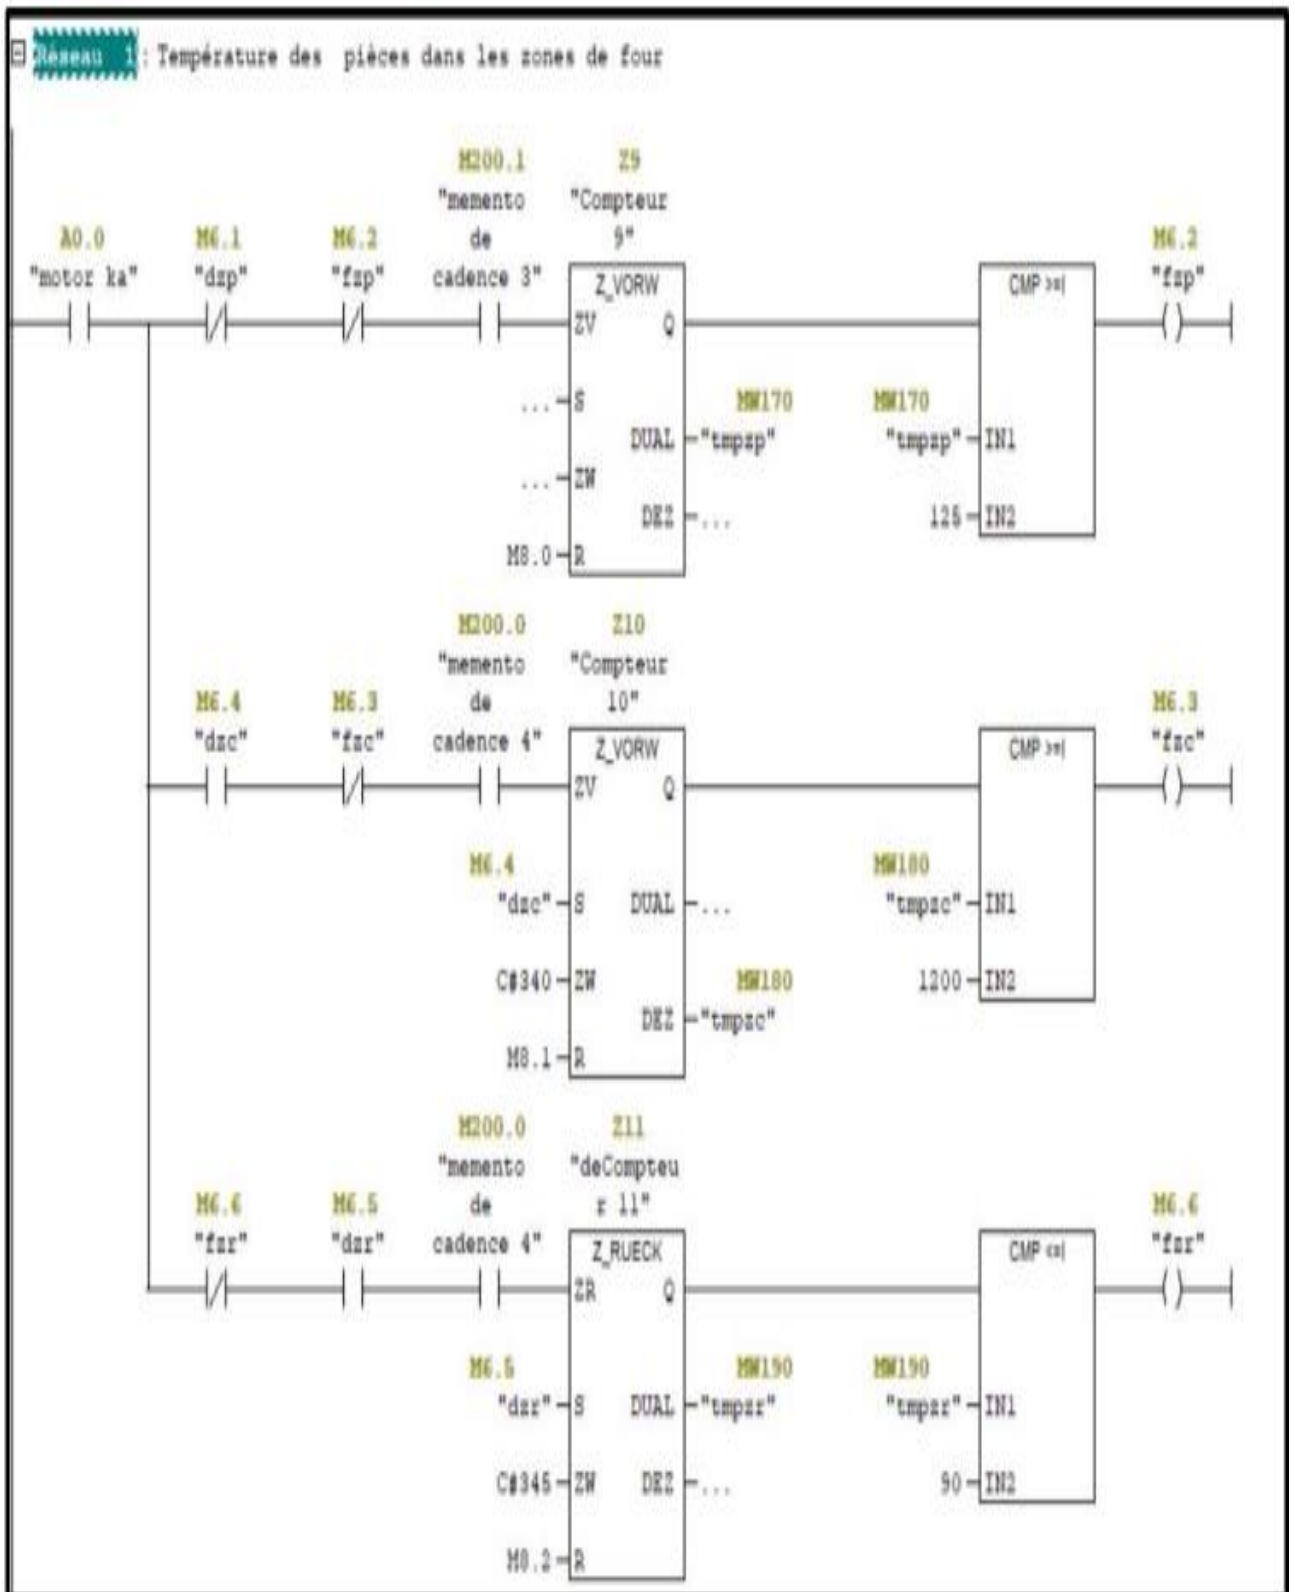 Réseau 1 : Température des pièces dans les zones de four
M200.1 Z9
"memento "Compteur
A0.0 M6.1 M6.2 de 9" M6.2
"motor ka" "dzp" "fzp" cadence 3" Z_VORW CMP >=I "fzp"
ZV Q
... S MW170 MW170
DUAL "tmpzp" "tmpzp" IN1
... ZW
DEZ ... 125 IN2
M8.0 R
M200.0 Z10
"memento "Compteur
M6.4 M6.3 de 10" M6.3
"dzc" "fzc" cadence 4" Z_VORW CMP >=I "fzc"
ZV Q
M6.4 MW180
"dzc" S DUAL ... "tmpzc" IN1
C#340 ZW MW180 1200 IN2
DEZ "tmpzc"
M8.1 R
M200.0 Z11
"memento "deCompteu
M6.6 M6.5 de r 11" M6.6
"fzr" "dzr" cadence 4" Z_RUECK CMP <=I "fzr"
ZR Q
M6.5 MW190 MW190
"dzr" S DUAL "tmpzr" "tmpzr" IN1
C#345 ZW DEZ ... 90 IN2
M8.2 R